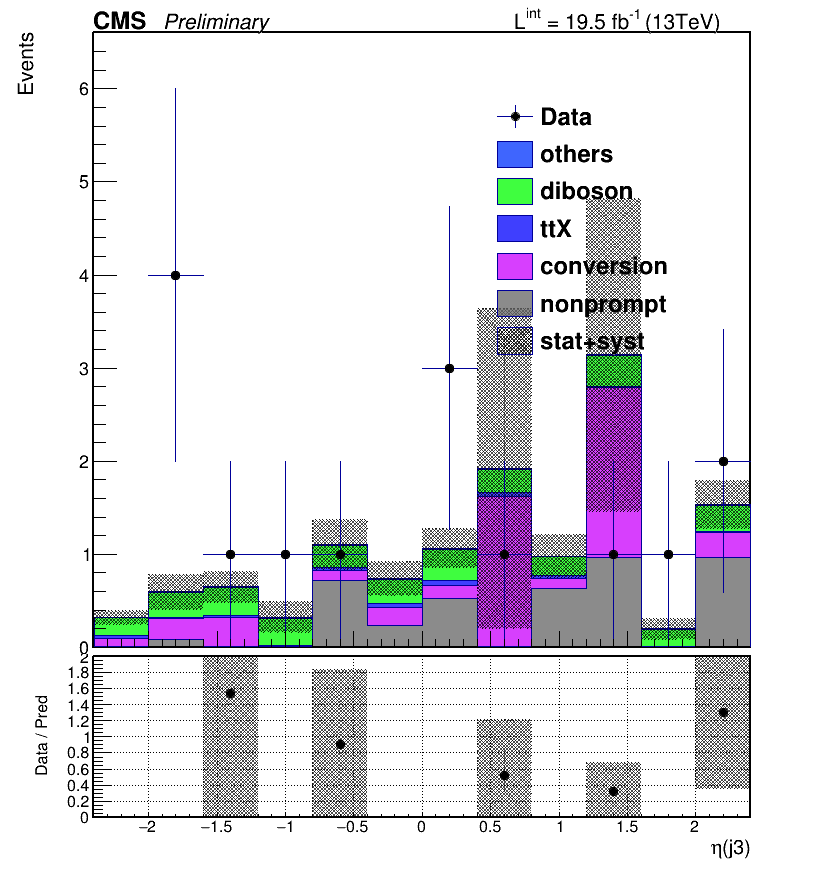 CMS Preliminary L^int = 19.5 fb^-1 (13TeV)
Events
6
5
4
3
2
1
0
Data
others
diboson
ttX
conversion
nonprompt
stat+syst
Data / Pred
2
1.8
1.6
1.4
1.2
1
0.8
0.6
0.4
0.2
0
−2 −1.5 −1 −0.5 0 0.5 1 1.5 2
η(j3)